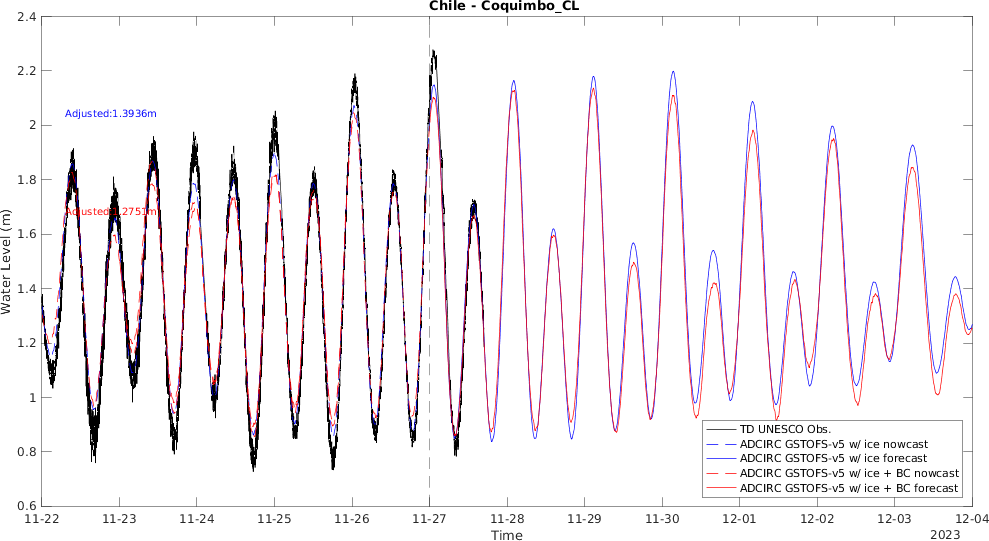 Chile - Coquimbo_CL
2.4
2.2
2
1.8
1.6
1.4
1.2
1
0.8
0.6
Water Level (m)
Adjusted:1.3936m
Adjusted:1.2751m
TD UNESCO Obs.
ADCIRC GSTOFS-v5 w/ ice nowcast
ADCIRC GSTOFS-v5 w/ ice forecast
ADCIRC GSTOFS-v5 w/ ice + BC nowcast
ADCIRC GSTOFS-v5 w/ ice + BC forecast
11-22 11-23 11-24 11-25 11-26 11-27 11-28 11-29 11-30 12-01 12-02 12-03 12-04
Time
2023